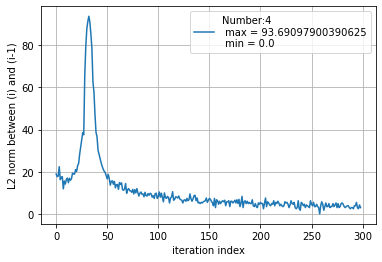 Number:4
max = 93.69097900390625
min = 0.0
L2 norm between (i) and (i-1)
80
60
40
20
0
0
50
100
150
200
250
300
iteration index